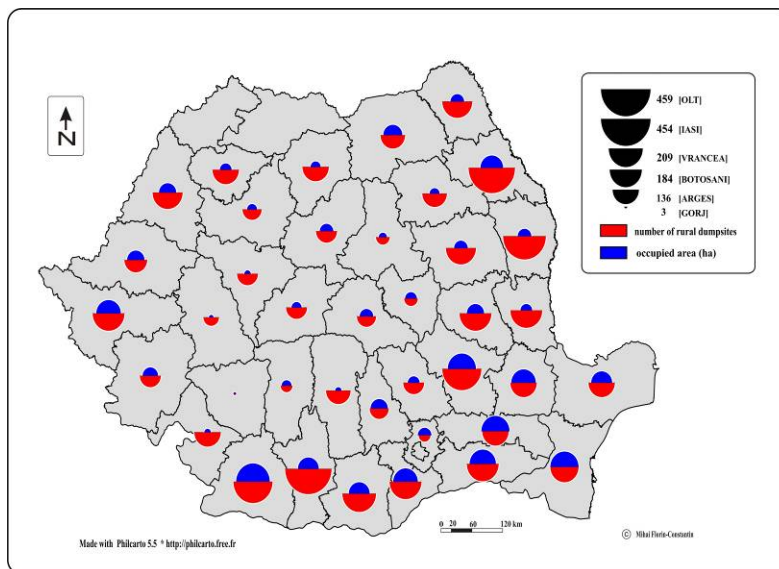 N
459 |OLT|
454 |IASI|
209 |VRANCEA|
184 |BOTOSANI|
136 |ARGES|
3 |GORJ|
number of rural dumpsites
occupied area (ha)
0 20 60 120 km
Made with Philcarto 5.5 * http://philcarto.free.fr
© Mihai Florin-Constantin